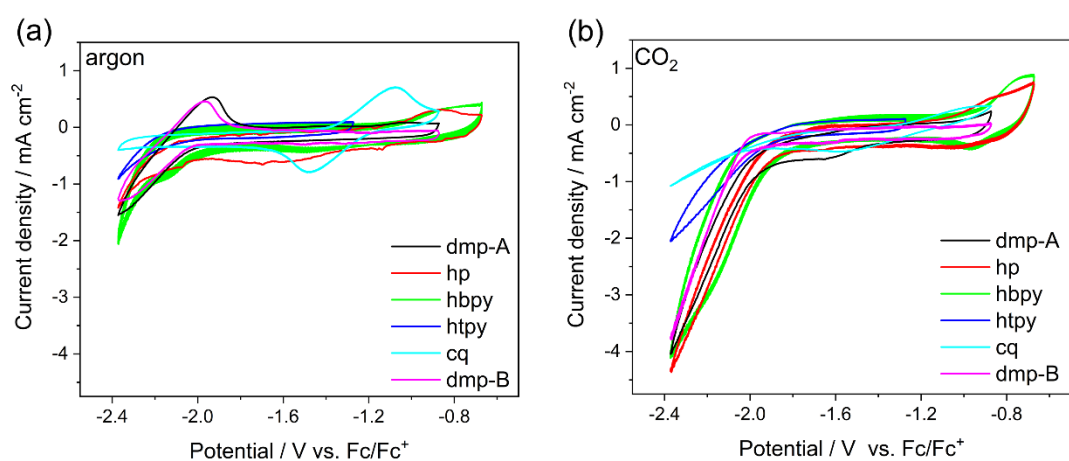 (a)
argon
1
0
-1
-2
-3
-4
Current density / mA cm⁻²
dmp-A
hp
hbpy
htpy
cq
dmp-B
-2.4 -2.0 -1.6 -1.2 -0.8
Potential / V vs. Fc/Fc⁺
(b)
CO₂
1
0
-1
-2
-3
-4
Current density / mA cm⁻²
dmp-A
hp
hbpy
htpy
cq
dmp-B
-2.4 -2.0 -1.6 -1.2 -0.8
Potential / V vs. Fc/Fc⁺